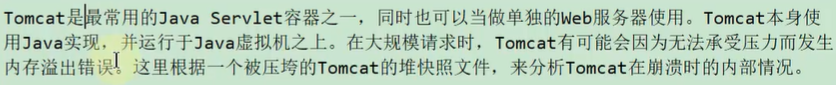 Tomcat是最常用的Java Servlet容器之一，同时也可以当做单独的Web服务器使用。Tomcat本身使
用Java实现，并运行于Java虚拟机之上。在大规模请求时，Tomcat有可能会因为无法承受压力而发生
内存溢出错误。这里根据一个被压垮的Tomcat的堆快照文件，来分析Tomcat在崩溃时的内部情况。